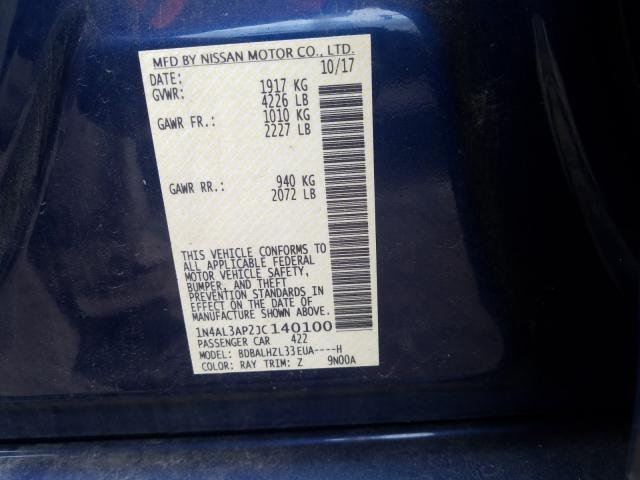 MFD BY NISSAN MOTOR CO., LTD.
DATE: 10/17
GVWR: 1917 KG
4226 LB
GAWR FR.: 1010 KG
2227 LB
GAWR RR.: 940 KG
2072 LB
THIS VEHICLE CONFORMS TO
ALL APPLICABLE FEDERAL
MOTOR VEHICLE SAFETY,
BUMPER, AND THEFT
PREVENTION STANDARDS IN
EFFECT ON THE DATE OF
MANUFACTURE SHOWN ABOVE.
1N4AL3AP2JC140100
PASSENGER CAR 422
MODEL: BDBALHZL33EUA----H
COLOR: RAY TRIM: Z 9N00A